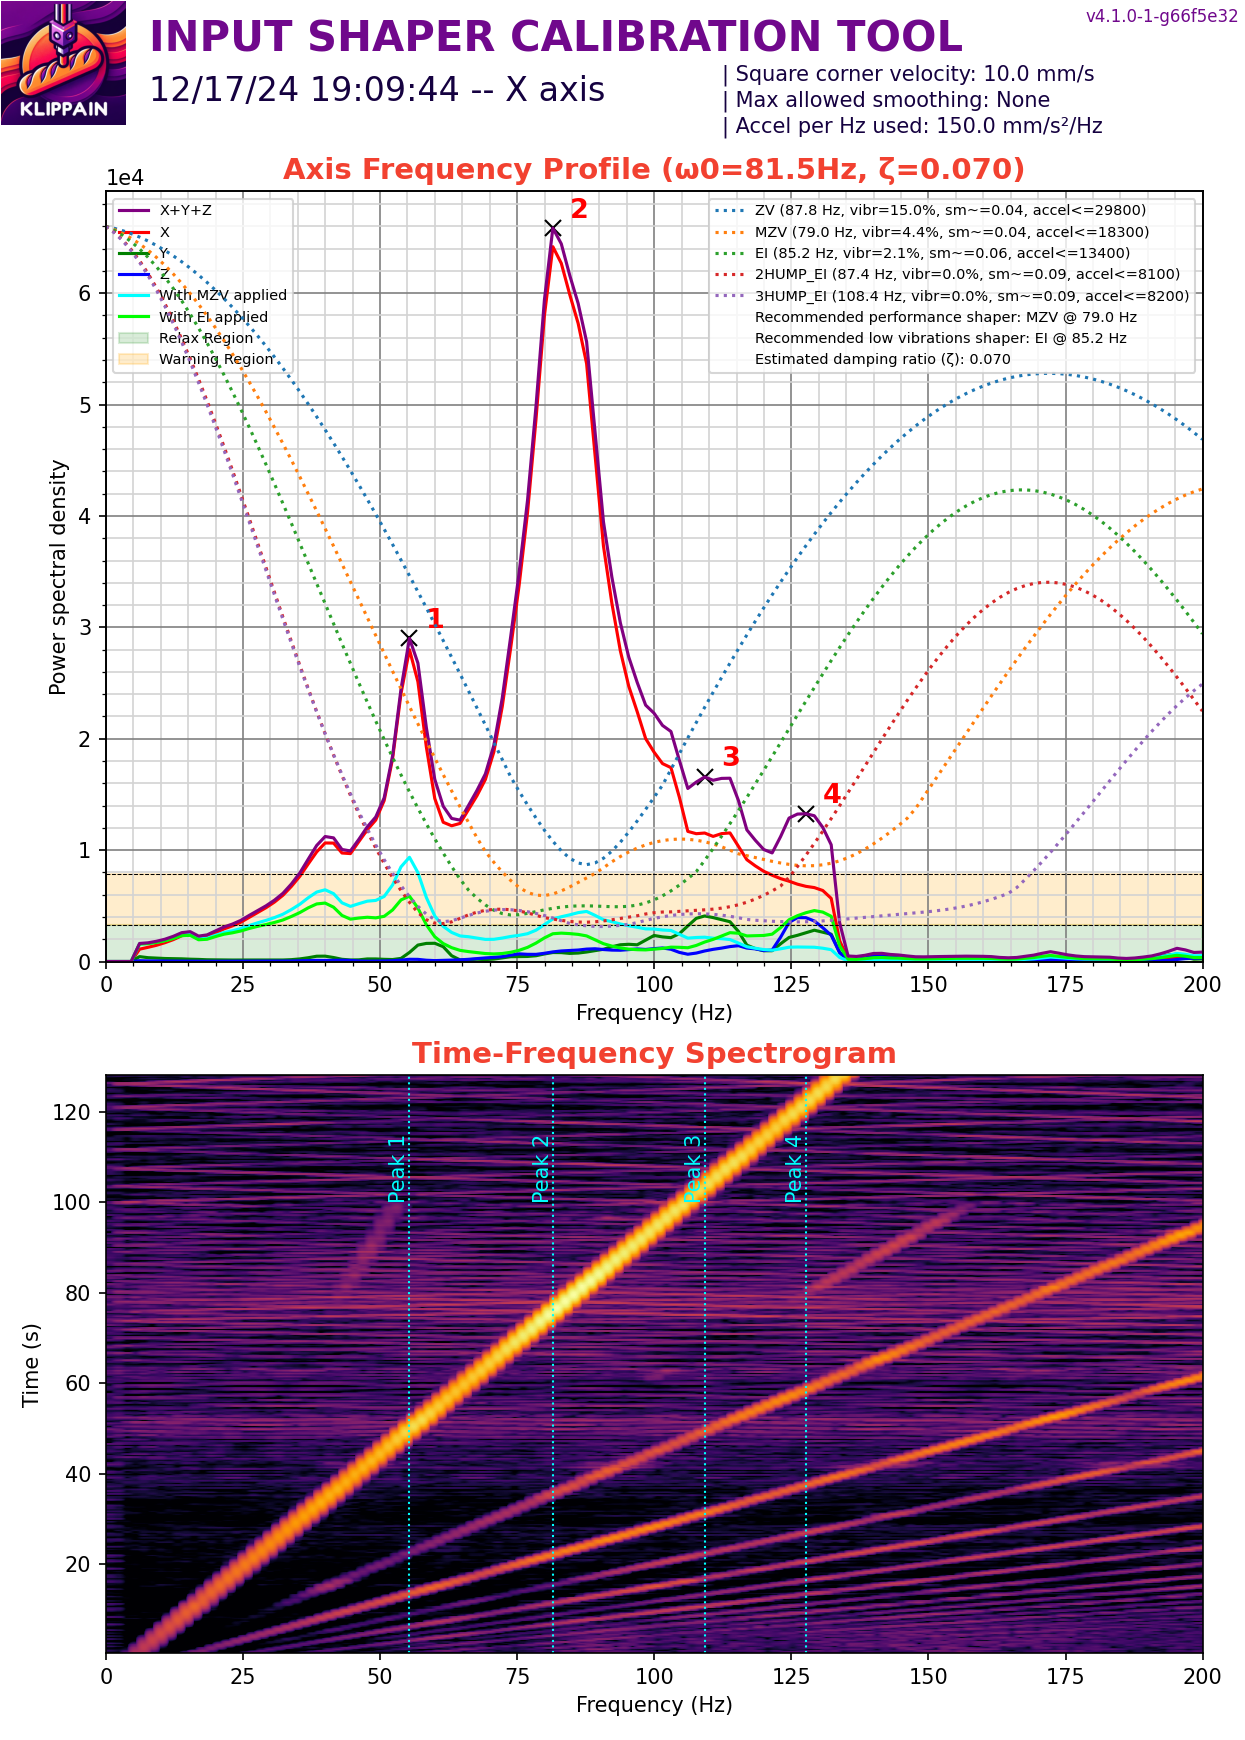 v4.1.0-1-g66f5e32
INPUT SHAPER CALIBRATION TOOL
12/17/24 19:09:44 -- X axis
| Square corner velocity: 10.0 mm/s
| Max allowed smoothing: None
| Accel per Hz used: 150.0 mm/s²/Hz
KLIPPAIN
Axis Frequency Profile (ω0=81.5Hz, ζ=0.070)
1e4
X+Y+Z
X
Y
Z
With MZV applied
With EI applied
Relax Region
Warning Region
ZV (87.8 Hz, vibr=15.0%, sm~=0.04, accel<=29800)
MZV (79.0 Hz, vibr=4.4%, sm~=0.04, accel<=18300)
EI (85.2 Hz, vibr=2.1%, sm~=0.06, accel<=13400)
2HUMP_EI (87.4 Hz, vibr=0.0%, sm~=0.09, accel<=8100)
3HUMP_EI (108.4 Hz, vibr=0.0%, sm~=0.09, accel<=8200)
Recommended performance shaper: MZV @ 79.0 Hz
Recommended low vibrations shaper: EI @ 85.2 Hz
Estimated damping ratio (ζ): 0.070
1
2
3
4
Power spectral density
6
5
4
3
2
1
0
0 25 50 75 100 125 150 175 200
Frequency (Hz)
Time-Frequency Spectrogram
Peak 1
Peak 2
Peak 3
Peak 4
Time (s)
120
100
80
60
40
20
0 25 50 75 100 125 150 175 200
Frequency (Hz)